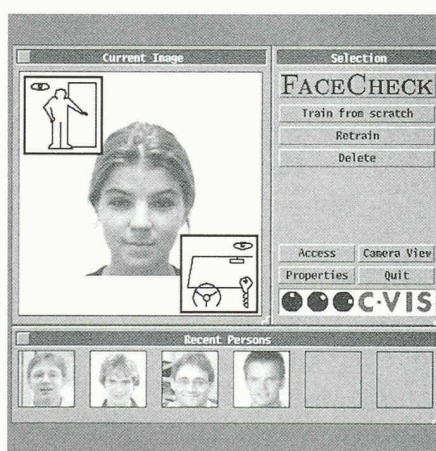 Current Image
Selection
FACECHECK
Train from scratch
Retrain
Delete
Access
Camera View
Properties
Quit
C-VIS
Recent Persons